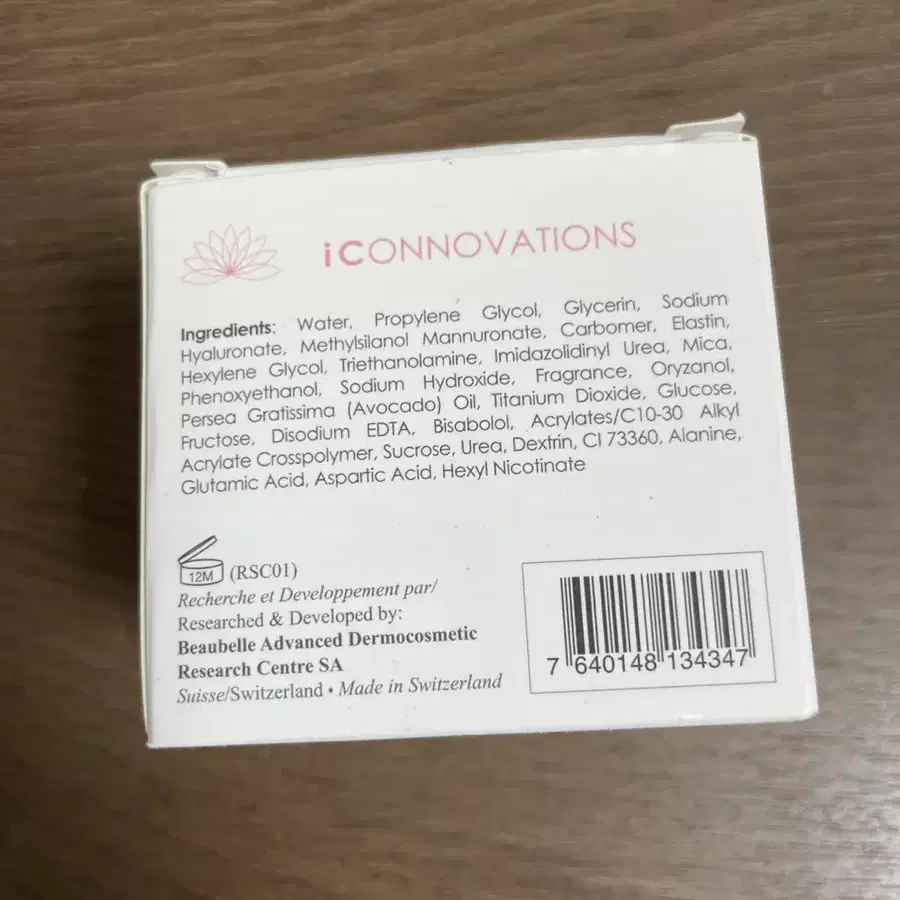 iCONNOVATIONS
Ingredients: Water, Propylene Glycol, Glycerin, Sodium
Hyaluronate, Methylsilanol Mannuronate, Carbomer, Elastin,
Hexylene Glycol, Triethanolamine, Imidazolidinyl Urea, Mica,
Phenoxyethanol, Sodium Hydroxide, Fragrance, Oryzanol,
Persea Gratissima (Avocado) Oil, Titanium Dioxide, Glucose,
Fructose, Disodium EDTA, Bisabolol, Acrylates/C10-30 Alkyl
Acrylate Crosspolymer, Sucrose, Urea, Dextrin, CI 73360, Alanine,
Glutamic Acid, Aspartic Acid, Hexyl Nicotinate
12M (RSC01)
Recherche et Developpement par/
Researched & Developed by:
Beaubelle Advanced Dermocosmetic
Research Centre SA
Suisse/Switzerland • Made in Switzerland
7 640148 134347